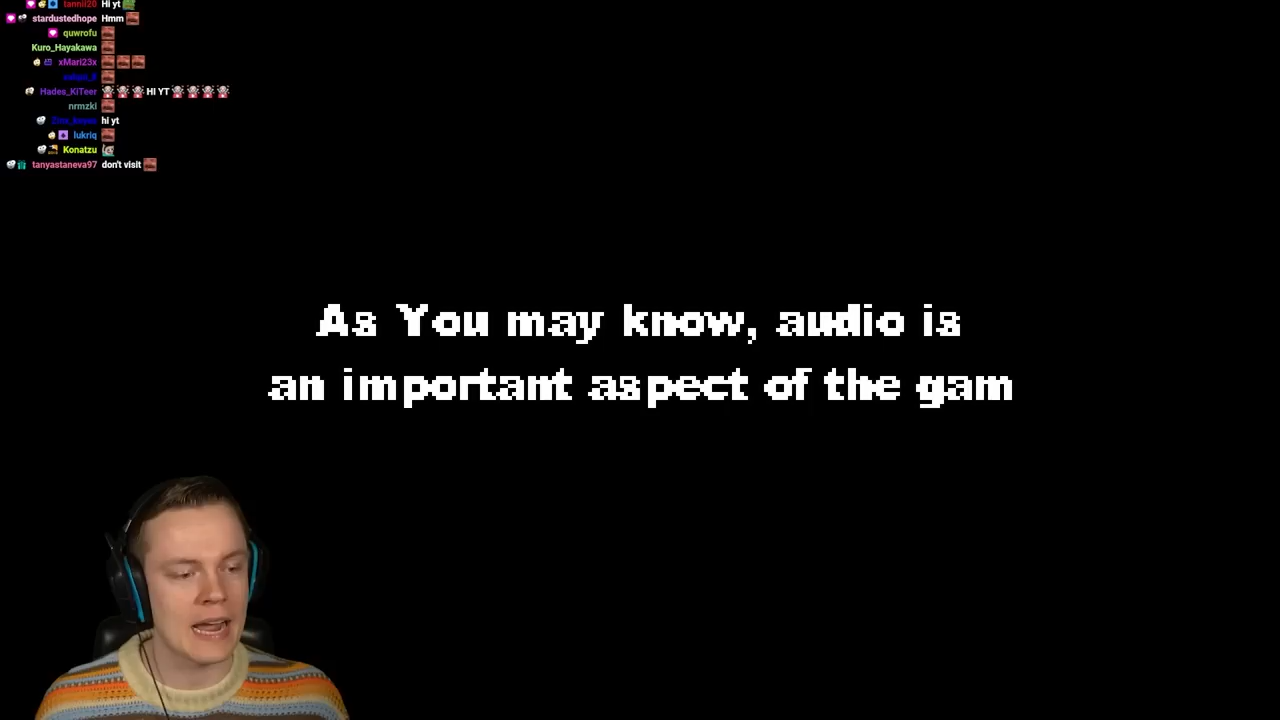 tannii20 Hi yt
stardustedhope Hmm
quwrofu
Kuro_Hayakawa
xMari23x
Hades_KiTeer HI YT
nrmzki
hi yt
lukriq
Konatzu
tanyastaneva97 don't visit
As You may know, audio is
an important aspect of the gam